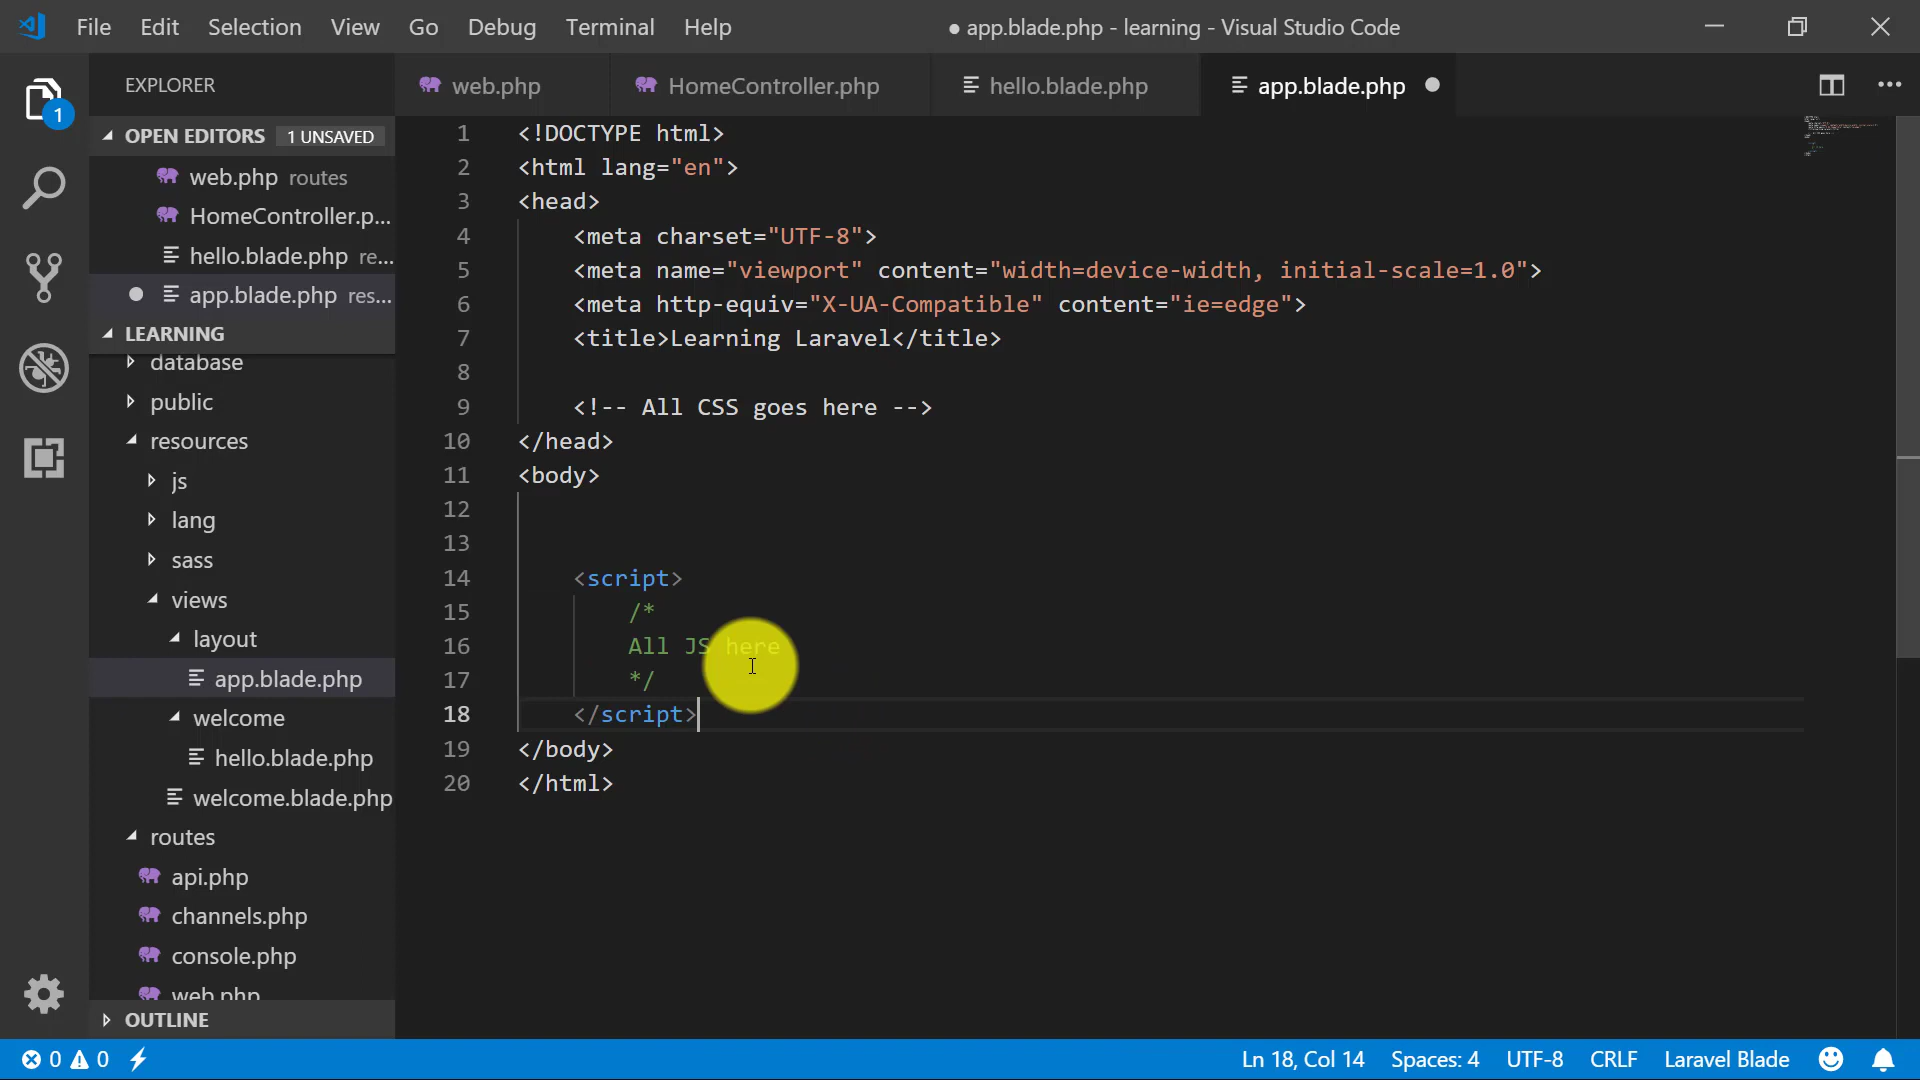 File Edit Selection View Go Debug Terminal Help ● app.blade.php - learning - Visual Studio Code
EXPLORER
web.php HomeController.php hello.blade.php app.blade.php
OPEN EDITORS 1 UNSAVED
web.php routes
HomeController.p...
hello.blade.php re...
app.blade.php res...
LEARNING
database
public
resources
js
lang
sass
views
layout
app.blade.php
welcome
hello.blade.php
welcome.blade.php
routes
api.php
channels.php
console.php
web.php
OUTLINE
1
1 <!DOCTYPE html>
2 <html lang="en">
3 <head>
4 <meta charset="UTF-8">
5 <meta name="viewport" content="width=device-width, initial-scale=1.0">
6 <meta http-equiv="X-UA-Compatible" content="ie=edge">
7 <title>Learning Laravel</title>
8
9 <!-- All CSS goes here -->
10 </head>
11 <body>
12
13
14 <script>
15 /*
16 All JS here
17 */
18 </script>
19 </body>
20 </html>
0 0 Ln 18, Col 14 Spaces: 4 UTF-8 CRLF Laravel Blade